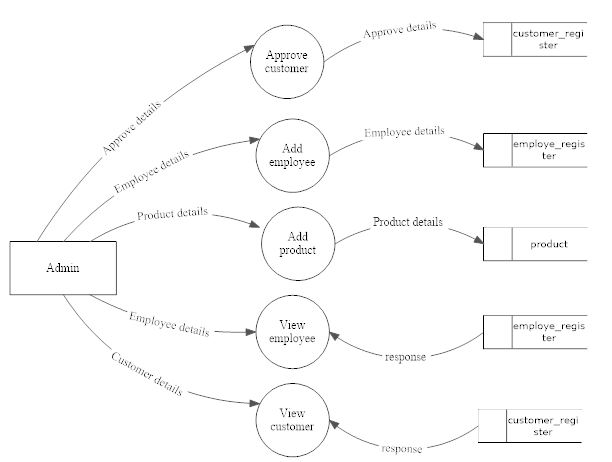 Approve details
customer_regi
ster
Approve
customer
Approve details
Employee details
employe_regis
ter
Add
employee
Employee details
Product details
Product details
Add
product
product
Admin
Employee details
View
employee
employe_regis
ter
response
Customer details
View
customer
customer_regi
ster
response